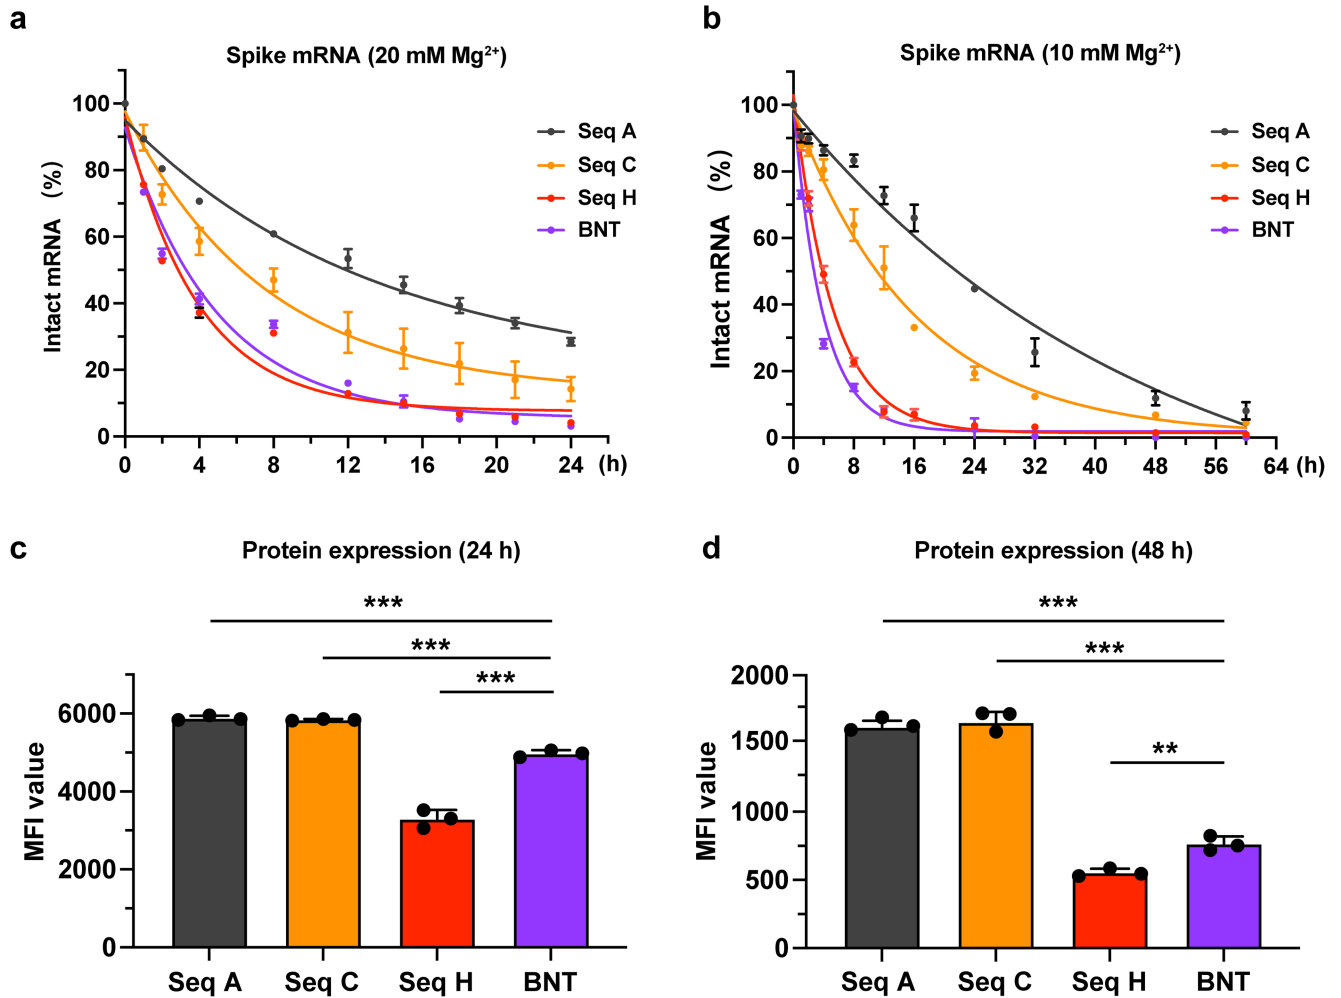 a
Spike mRNA (20 mM Mg²⁺)
Intact mRNA (%)
100
80
60
40
20
0
0 4 8 12 16 20 24 (h)
Seq A
Seq C
Seq H
BNT
b
Spike mRNA (10 mM Mg²⁺)
Intact mRNA (%)
100
80
60
40
20
0
0 8 16 24 32 40 48 56 64 (h)
Seq A
Seq C
Seq H
BNT
c
Protein expression (24 h)
***
***
***
MFI value
6000
4000
2000
0
Seq A Seq C Seq H BNT
d
Protein expression (48 h)
***
***
**
MFI value
2000
1500
1000
500
0
Seq A Seq C Seq H BNT